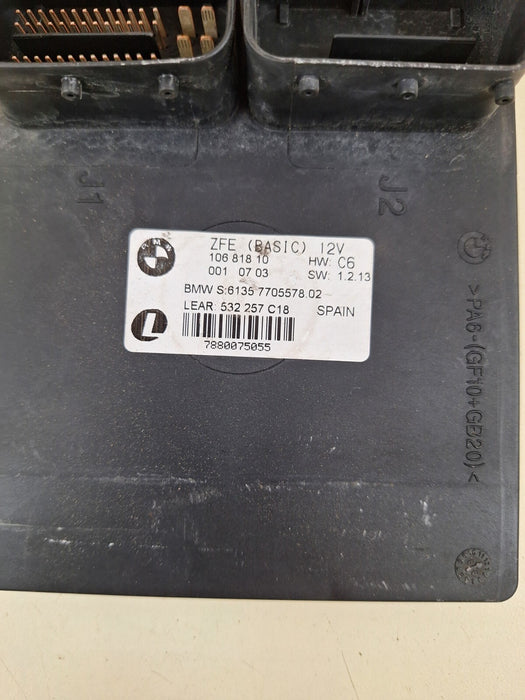 J1
J2
ZFE (BASIC) 12V
106 818 10 HW: C6
001 07 03 SW: 1.2.13
BMW S:6135 7705578.02
LEAR: 532 257 C18 SPAIN
L
7880075055
>PA6-(GF10+GB20)<